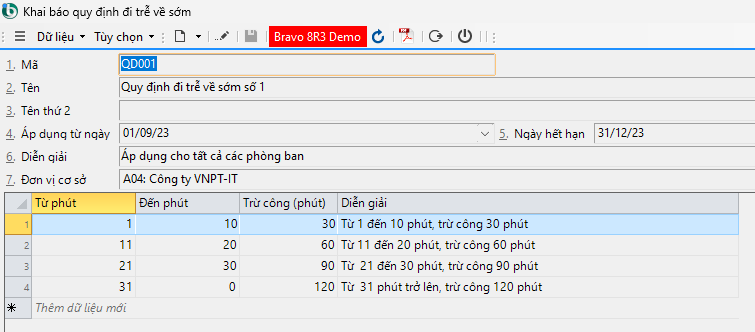 Khai báo quy định đi trễ về sớm
Dữ liệu Tùy chọn Bravo 8R3 Demo PDF
1. Mã QD001
2. Tên Quy định đi trễ về sớm số 1
3. Tên thứ 2
4. Áp dụng từ ngày 01/09/23 5. Ngày hết hạn 31/12/23
6. Diễn giải Áp dụng cho tất cả các phòng ban
7. Đơn vị cơ sở A04: Công ty VNPT-IT
Từ phút Đến phút Trừ công (phút) Diễn giải
1 1 10 30 Từ 1 đến 10 phút, trừ công 30 phút
2 11 20 60 Từ 11 đến 20 phút, trừ công 60 phút
3 21 30 90 Từ 21 đến 30 phút, trừ công 90 phút
4 31 0 120 Từ 31 phút trở lên, trừ công 120 phút
Thêm dữ liệu mới